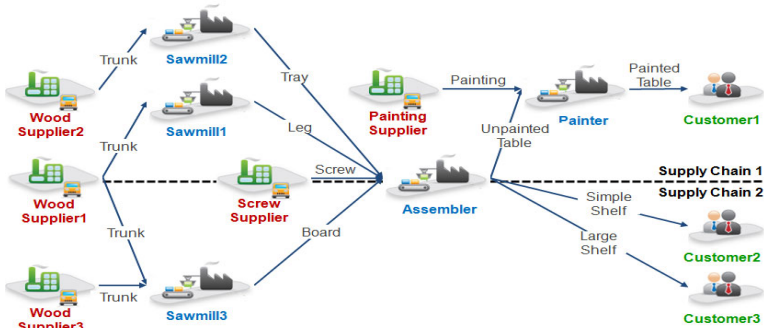 Trunk
Sawmill2
Tray
Wood
Supplier2
Painting
Painting
Supplier
Painter
Painted
Table
Customer1
Trunk
Sawmill1
Leg
Unpainted
Table
Wood
Supplier1
Screw
Screw
Supplier
Assembler
Supply Chain 1
Supply Chain 2
Simple
Shelf
Customer2
Trunk
Board
Large
Shelf
Wood
Supplier3
Trunk
Sawmill3
Customer3